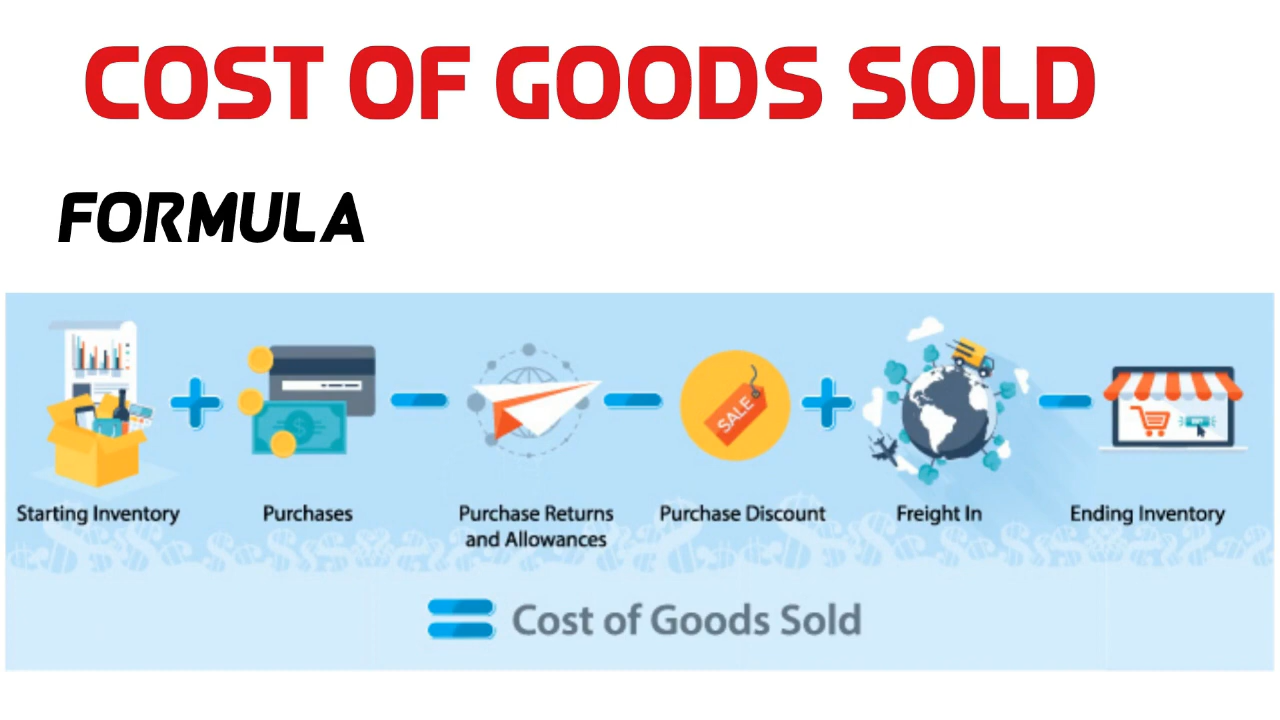 COST OF GOODS SOLD
FORMULA
SALE
Starting Inventory
Purchases
Purchase Returns
and Allowances
Purchase Discount
Freight In
Ending Inventory
Cost of Goods Sold